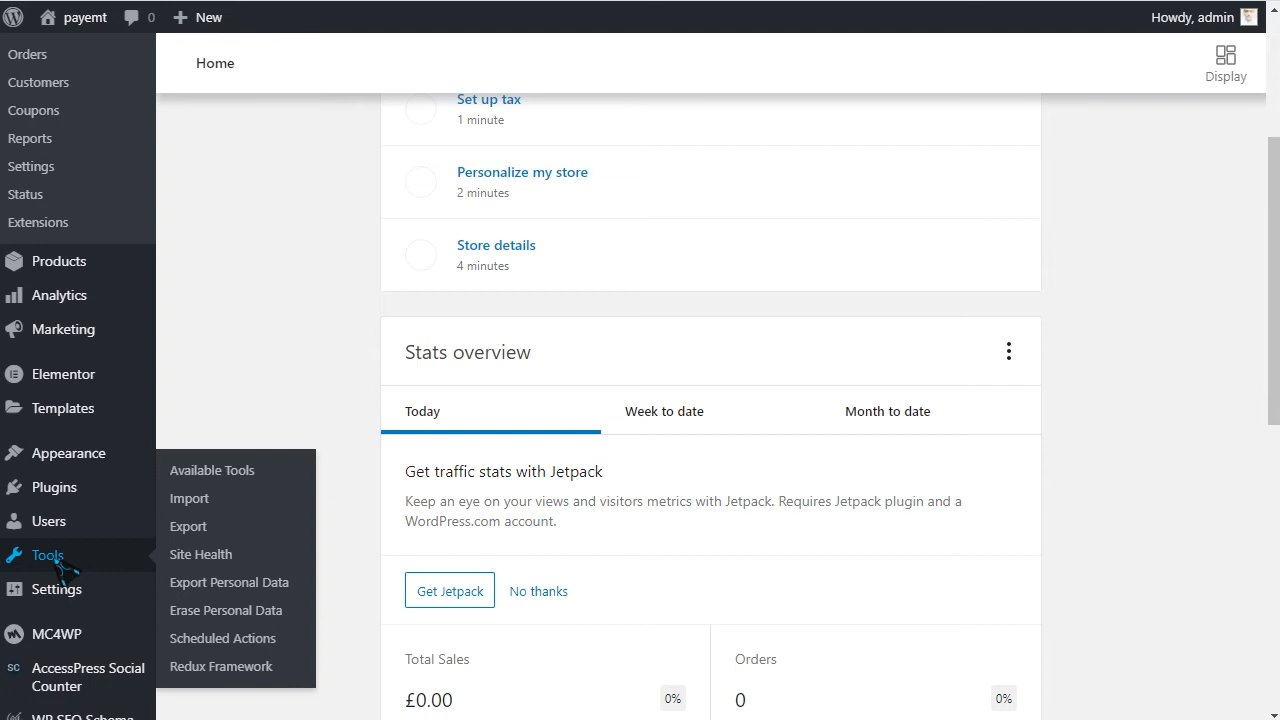 payemt
0
New
Howdy, admin
Orders
Customers
Coupons
Reports
Settings
Status
Extensions
Products
Analytics
Marketing
Elementor
Templates
Appearance
Plugins
Users
Tools
Settings
MC4WP
SC
AccessPress Social
Counter
WP SEO Schema
Available Tools
Import
Export
Site Health
Export Personal Data
Erase Personal Data
Scheduled Actions
Redux Framework
Home
Display
Set up tax
1 minute
Personalize my store
2 minutes
Store details
4 minutes
Stats overview
Today
Week to date
Month to date
Get traffic stats with Jetpack
Keep an eye on your views and visitors metrics with Jetpack. Requires Jetpack plugin and a
WordPress.com account.
Get Jetpack
No thanks
Total Sales
£0.00
0%
Orders
0
0%